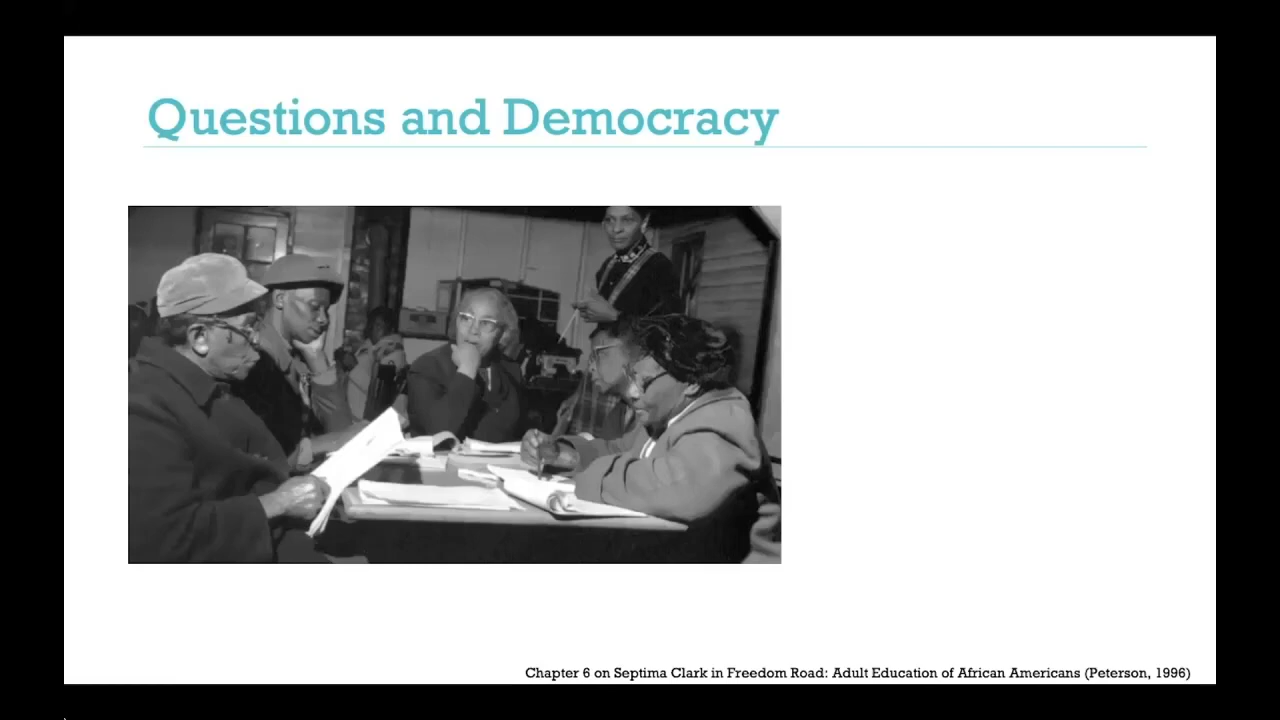 Questions and Democracy
Chapter 6 on Septima Clark in Freedom Road: Adult Education of African Americans (Peterson, 1996)